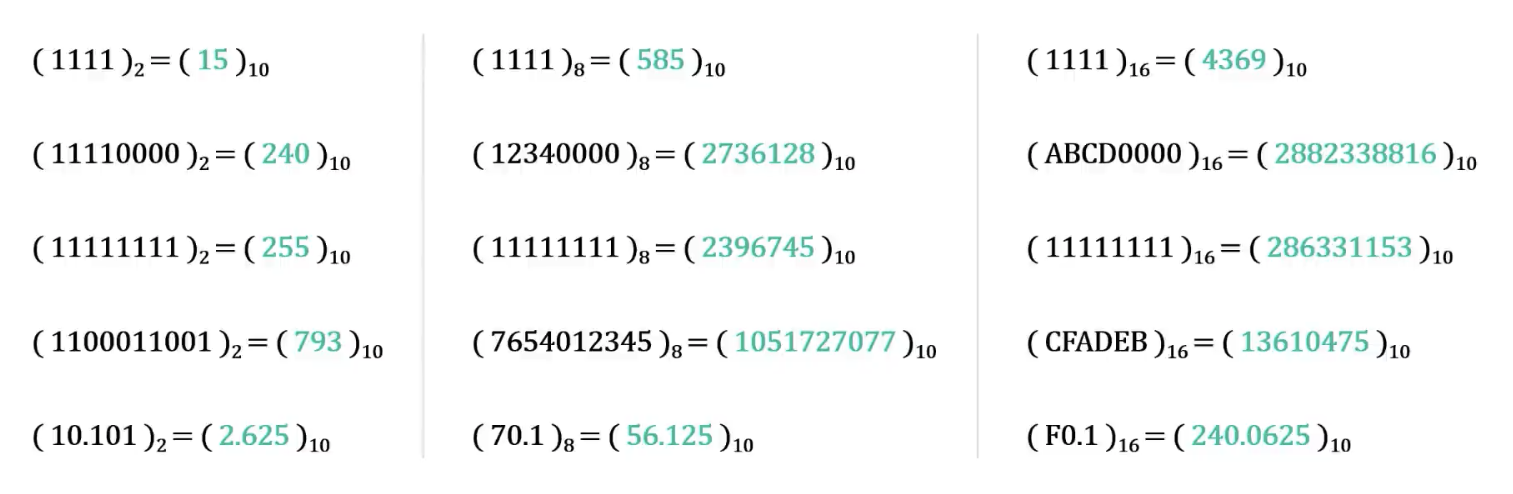 ( 1111 )₂ = ( 15 )₁₀
( 11110000 )₂ = ( 240 )₁₀
( 11111111 )₂ = ( 255 )₁₀
( 1100011001 )₂ = ( 793 )₁₀
( 10.101 )₂ = ( 2.625 )₁₀
( 1111 )₈ = ( 585 )₁₀
( 12340000 )₈ = ( 2736128 )₁₀
( 11111111 )₈ = ( 2396745 )₁₀
( 7654012345 )₈ = ( 1051727077 )₁₀
( 70.1 )₈ = ( 56.125 )₁₀
( 1111 )₁₆ = ( 4369 )₁₀
( ABCD0000 )₁₆ = ( 2882338816 )₁₀
( 11111111 )₁₆ = ( 286331153 )₁₀
( CFADEB )₁₆ = ( 13610475 )₁₀
( F0.1 )₁₆ = ( 240.0625 )₁₀